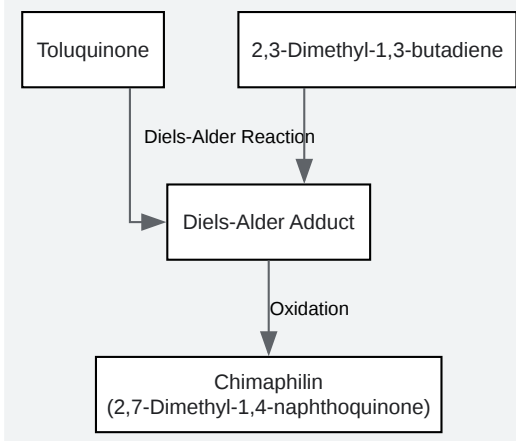 Toluquinone
2,3-Dimethyl-1,3-butadiene
Diels-Alder Reaction
Diels-Alder Adduct
Oxidation
Chimaphilin
(2,7-Dimethyl-1,4-naphthoquinone)